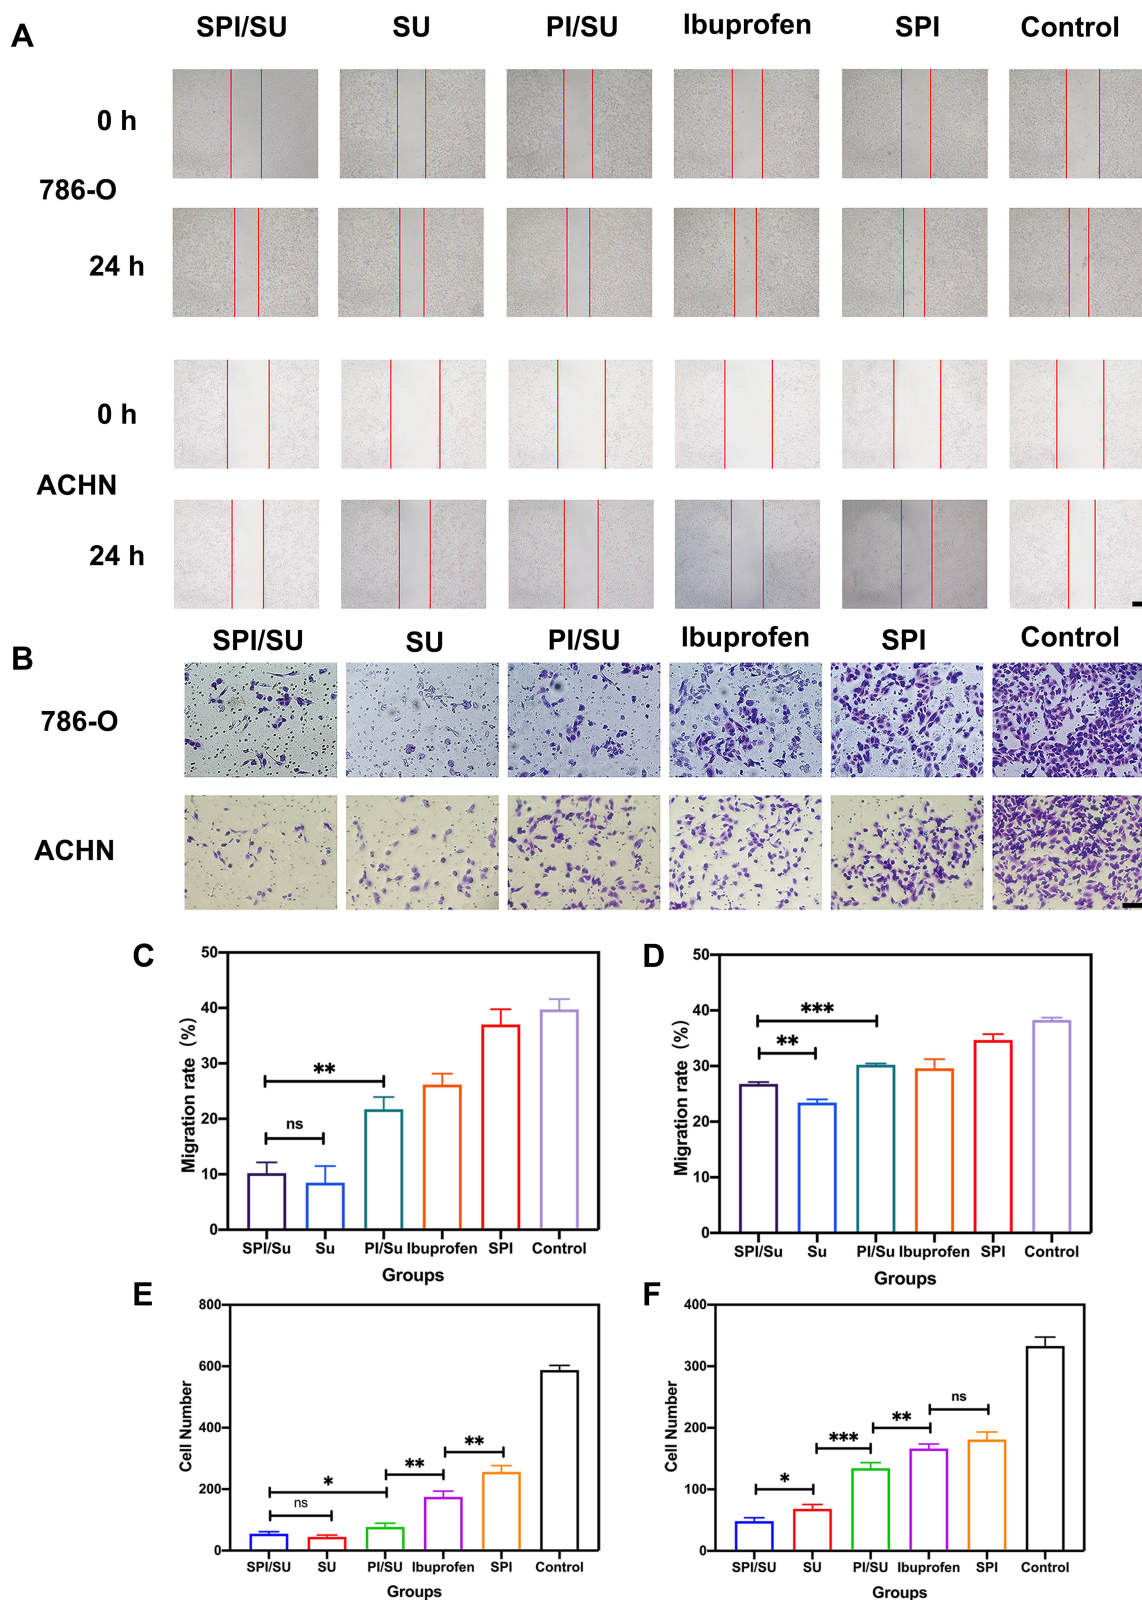 A
SPI/SU SU PI/SU Ibuprofen SPI Control
0 h
786-O
24 h
0 h
ACHN
24 h
B
SPI/SU SU PI/SU Ibuprofen SPI Control
786-O
ACHN
C
Migration rate (%)
50
40
30
20
10
0
**
ns
SPI/Su Su PI/Su Ibuprofen SPI Control
Groups
D
Migration rate (%)
50
40
30
20
10
0
***
**
SPI/Su Su PI/Su Ibuprofen SPI Control
Groups
E
Cell Number
800
600
400
200
0
ns
*
**
**
SPI/SU SU PI/SU Ibuprofen SPI Control
Groups
F
Cell Number
400
300
200
100
0
*
***
**
ns
SPI/SU SU PI/SU Ibuprofen SPI Control
Groups